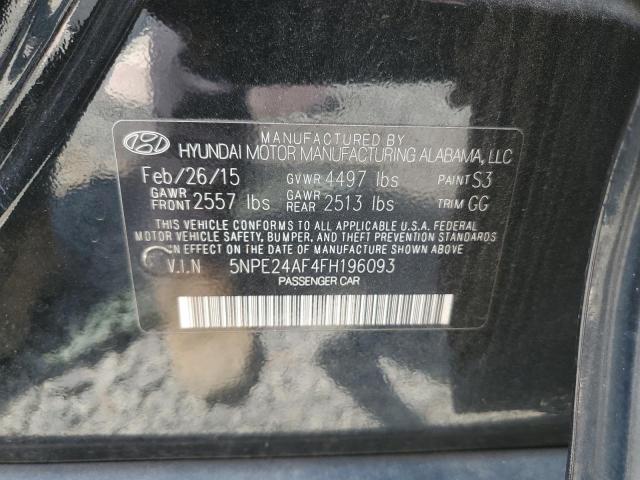 MANUFACTURED BY
HYUNDAI MOTOR MANUFACTURING ALABAMA, LLC
Feb/26/15 GVWR 4497 lbs PAINT S3
GAWR FRONT 2557 lbs GAWR REAR 2513 lbs TRIM GG
THIS VEHICLE CONFORMS TO ALL APPLICABLE U.S.A. FEDERAL
MOTOR VEHICLE SAFETY, BUMPER, AND THEFT PREVENTION STANDARDS
IN EFFECT ON THE DATE OF MANUFACTURE SHOWN ABOVE.
V.I.N 5NPE24AF4FH196093
PASSENGER CAR